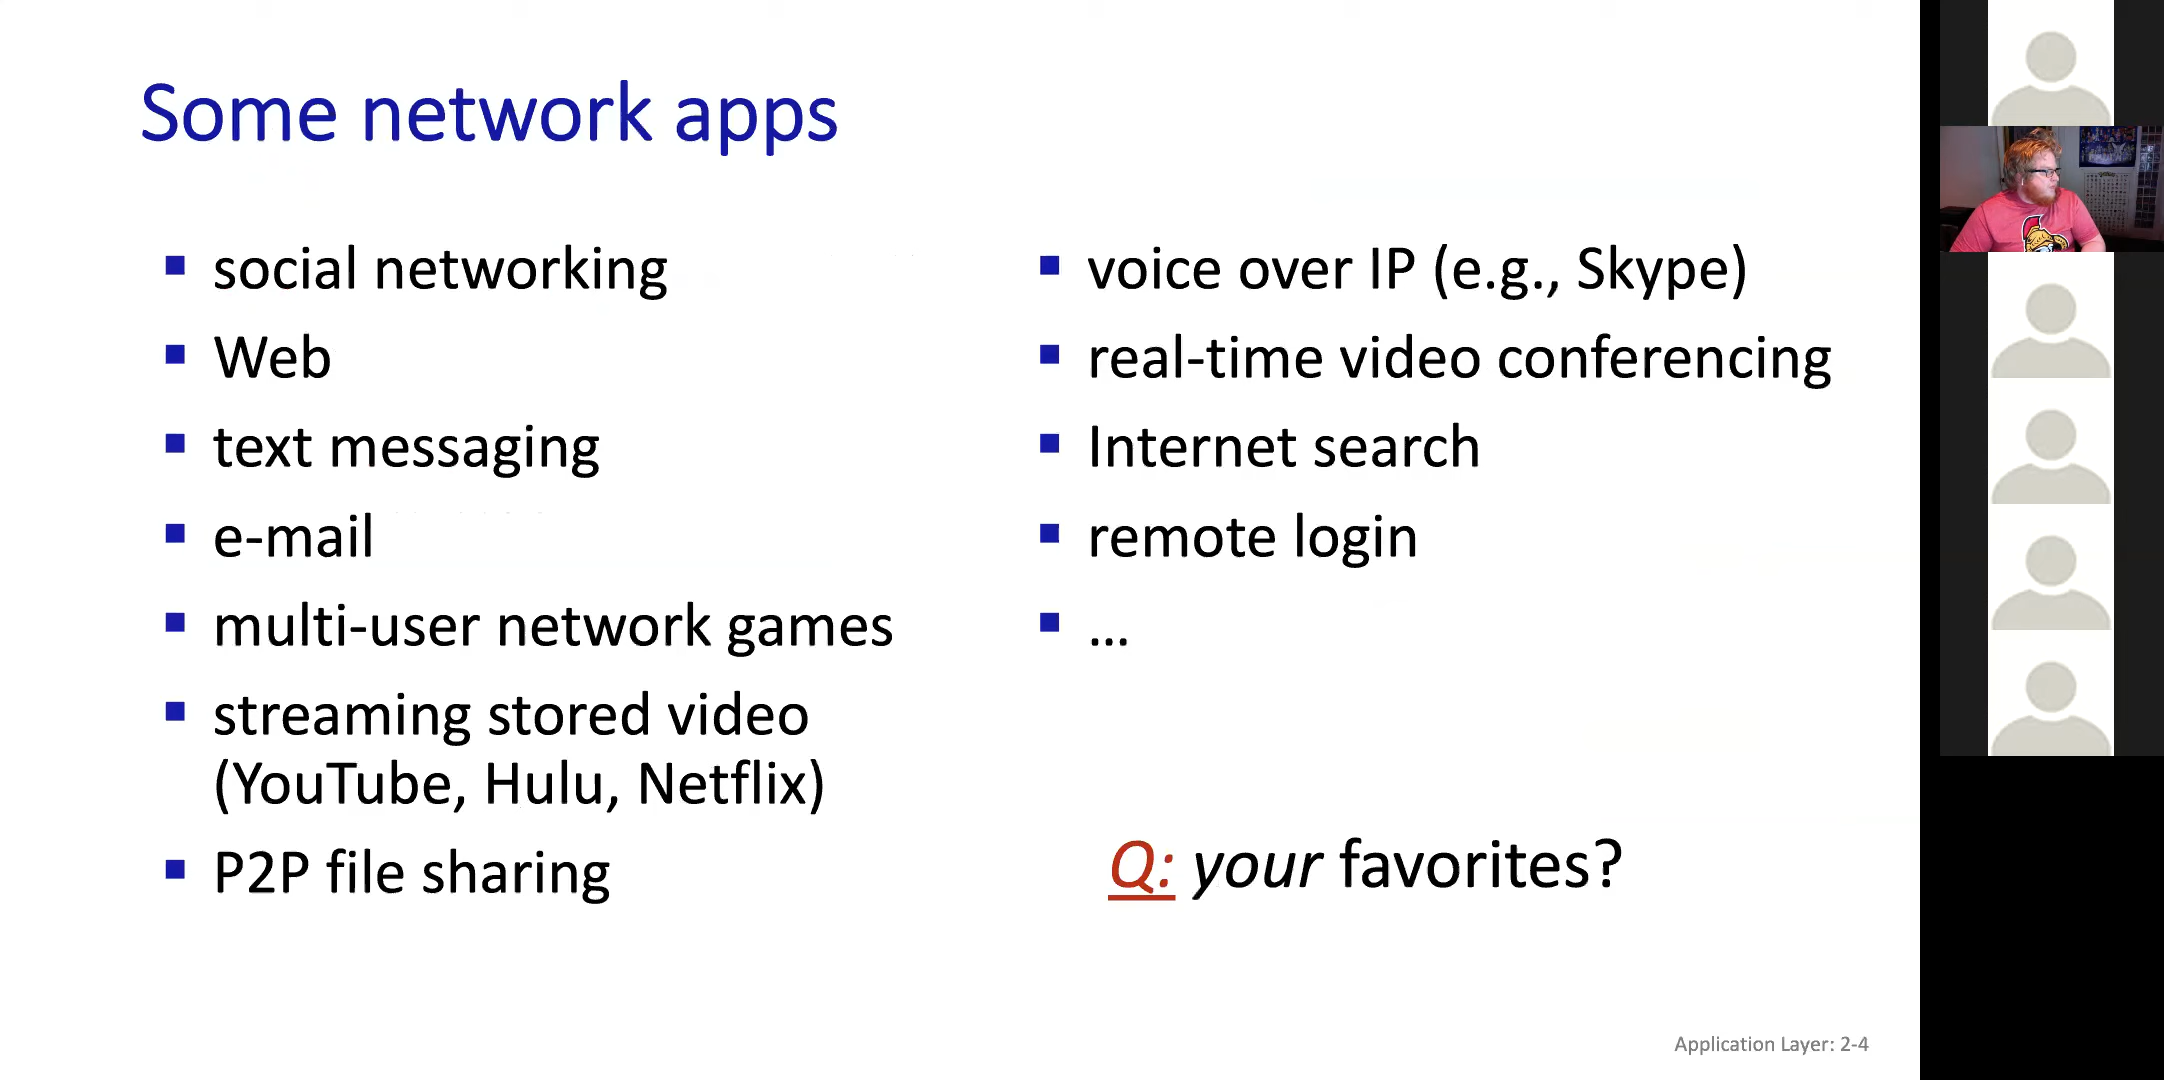 Some network apps
social networking
Web
text messaging
e-mail
multi-user network games
streaming stored video
(YouTube, Hulu, Netflix)
P2P file sharing
voice over IP (e.g., Skype)
real-time video conferencing
Internet search
remote login
...
Q: your favorites?
Application Layer: 2-4